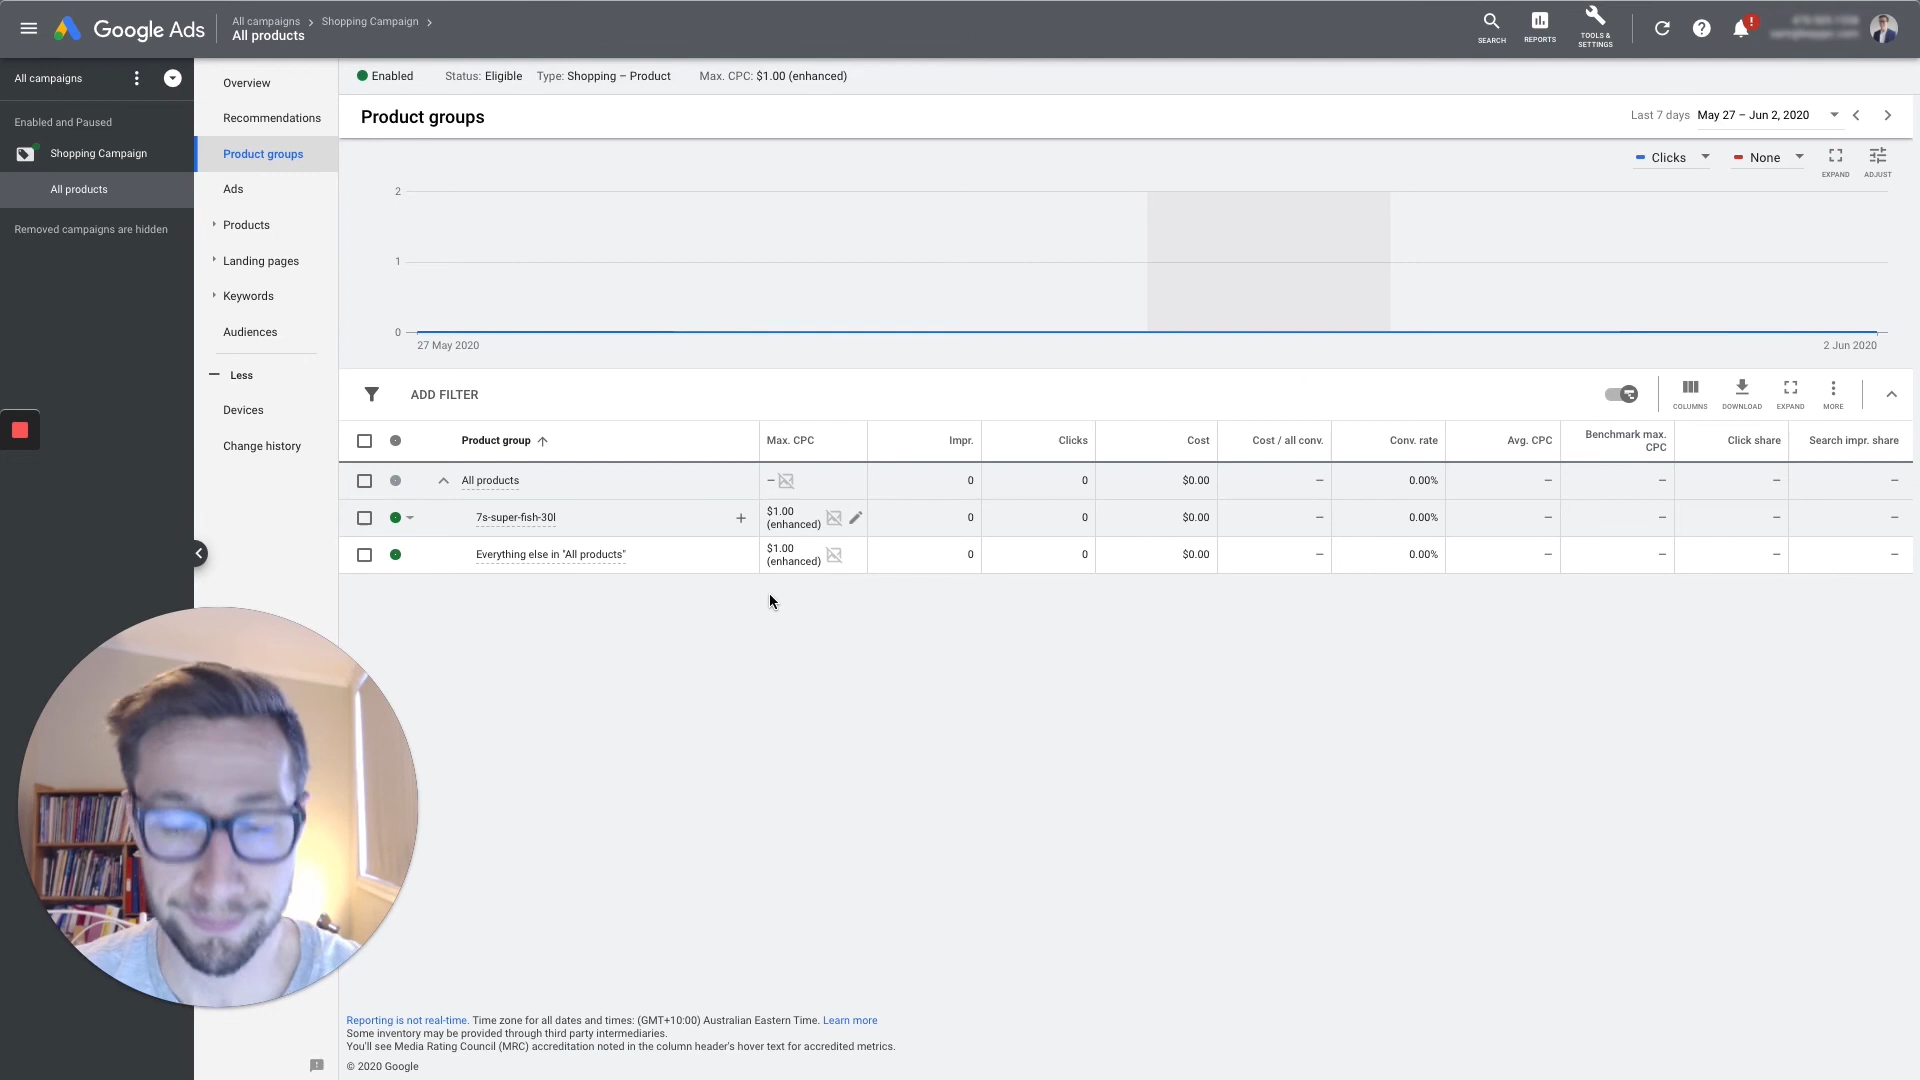 Google Ads
All campaigns > Shopping Campaign >
All products
SEARCH
REPORTS
TOOLS &
SETTINGS
!
All campaigns
Enabled and Paused
Shopping Campaign
All products
Removed campaigns are hidden
Overview
Recommendations
Product groups
Ads
Products
Landing pages
Keywords
Audiences
Less
Devices
Change history
Enabled Status: Eligible Type: Shopping – Product Max. CPC: $1.00 (enhanced)
Product groups
Last 7 days May 27 – Jun 2, 2020
Clicks
None
EXPAND
ADJUST
2
1
0
27 May 2020
2 Jun 2020
ADD FILTER
COLUMNS
DOWNLOAD
EXPAND
MORE
Product group Max. CPC Impr. Clicks Cost Cost / all conv. Conv. rate Avg. CPC Benchmark max. CPC Click share Search impr. share
All products – 0 0 $0.00 – 0.00% – – – –
7s-super-fish-30l $1.00 (enhanced) 0 0 $0.00 – 0.00% – – – –
Everything else in "All products" $1.00 (enhanced) 0 0 $0.00 – 0.00% – – – –
Reporting is not real-time. Time zone for all dates and times: (GMT+10:00) Australian Eastern Time. Learn more
Some inventory may be provided through third party intermediaries.
You'll see Media Rating Council (MRC) accreditation noted in the column header's hover text for accredited metrics.
© 2020 Google